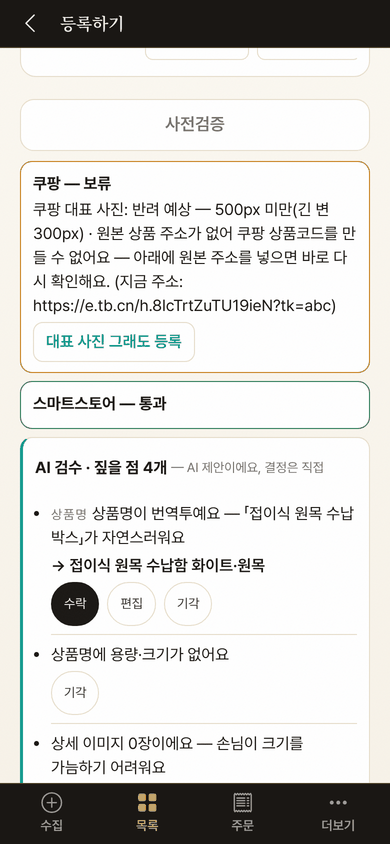 등록하기
사전검증
쿠팡 — 보류
쿠팡 대표 사진: 반려 예상 — 500px 미만(긴 변
300px) · 원본 상품 주소가 없어 쿠팡 상품코드를 만
들 수 없어요 — 아래에 원본 주소를 넣으면 바로 다
시 확인해요. (지금 주소:
https://e.tb.cn/h.8IcTrtZuTU19ieN?tk=abc)
대표 사진 그래도 등록
스마트스토어 — 통과
AI 검수 · 짚을 점 4개 — AI 제안이에요, 결정은 직접
• 상품명 상품명이 번역투예요 — 「접이식 원목 수납
박스」가 자연스러워요
→ 접이식 원목 수납함 화이트·원목
수락 편집 기각
• 상품명에 용량·크기가 없어요
기각
• 상세 이미지 0장이에요 — 손님이 크기를
가늠하기 어려워요
수집 목록 주문 더보기